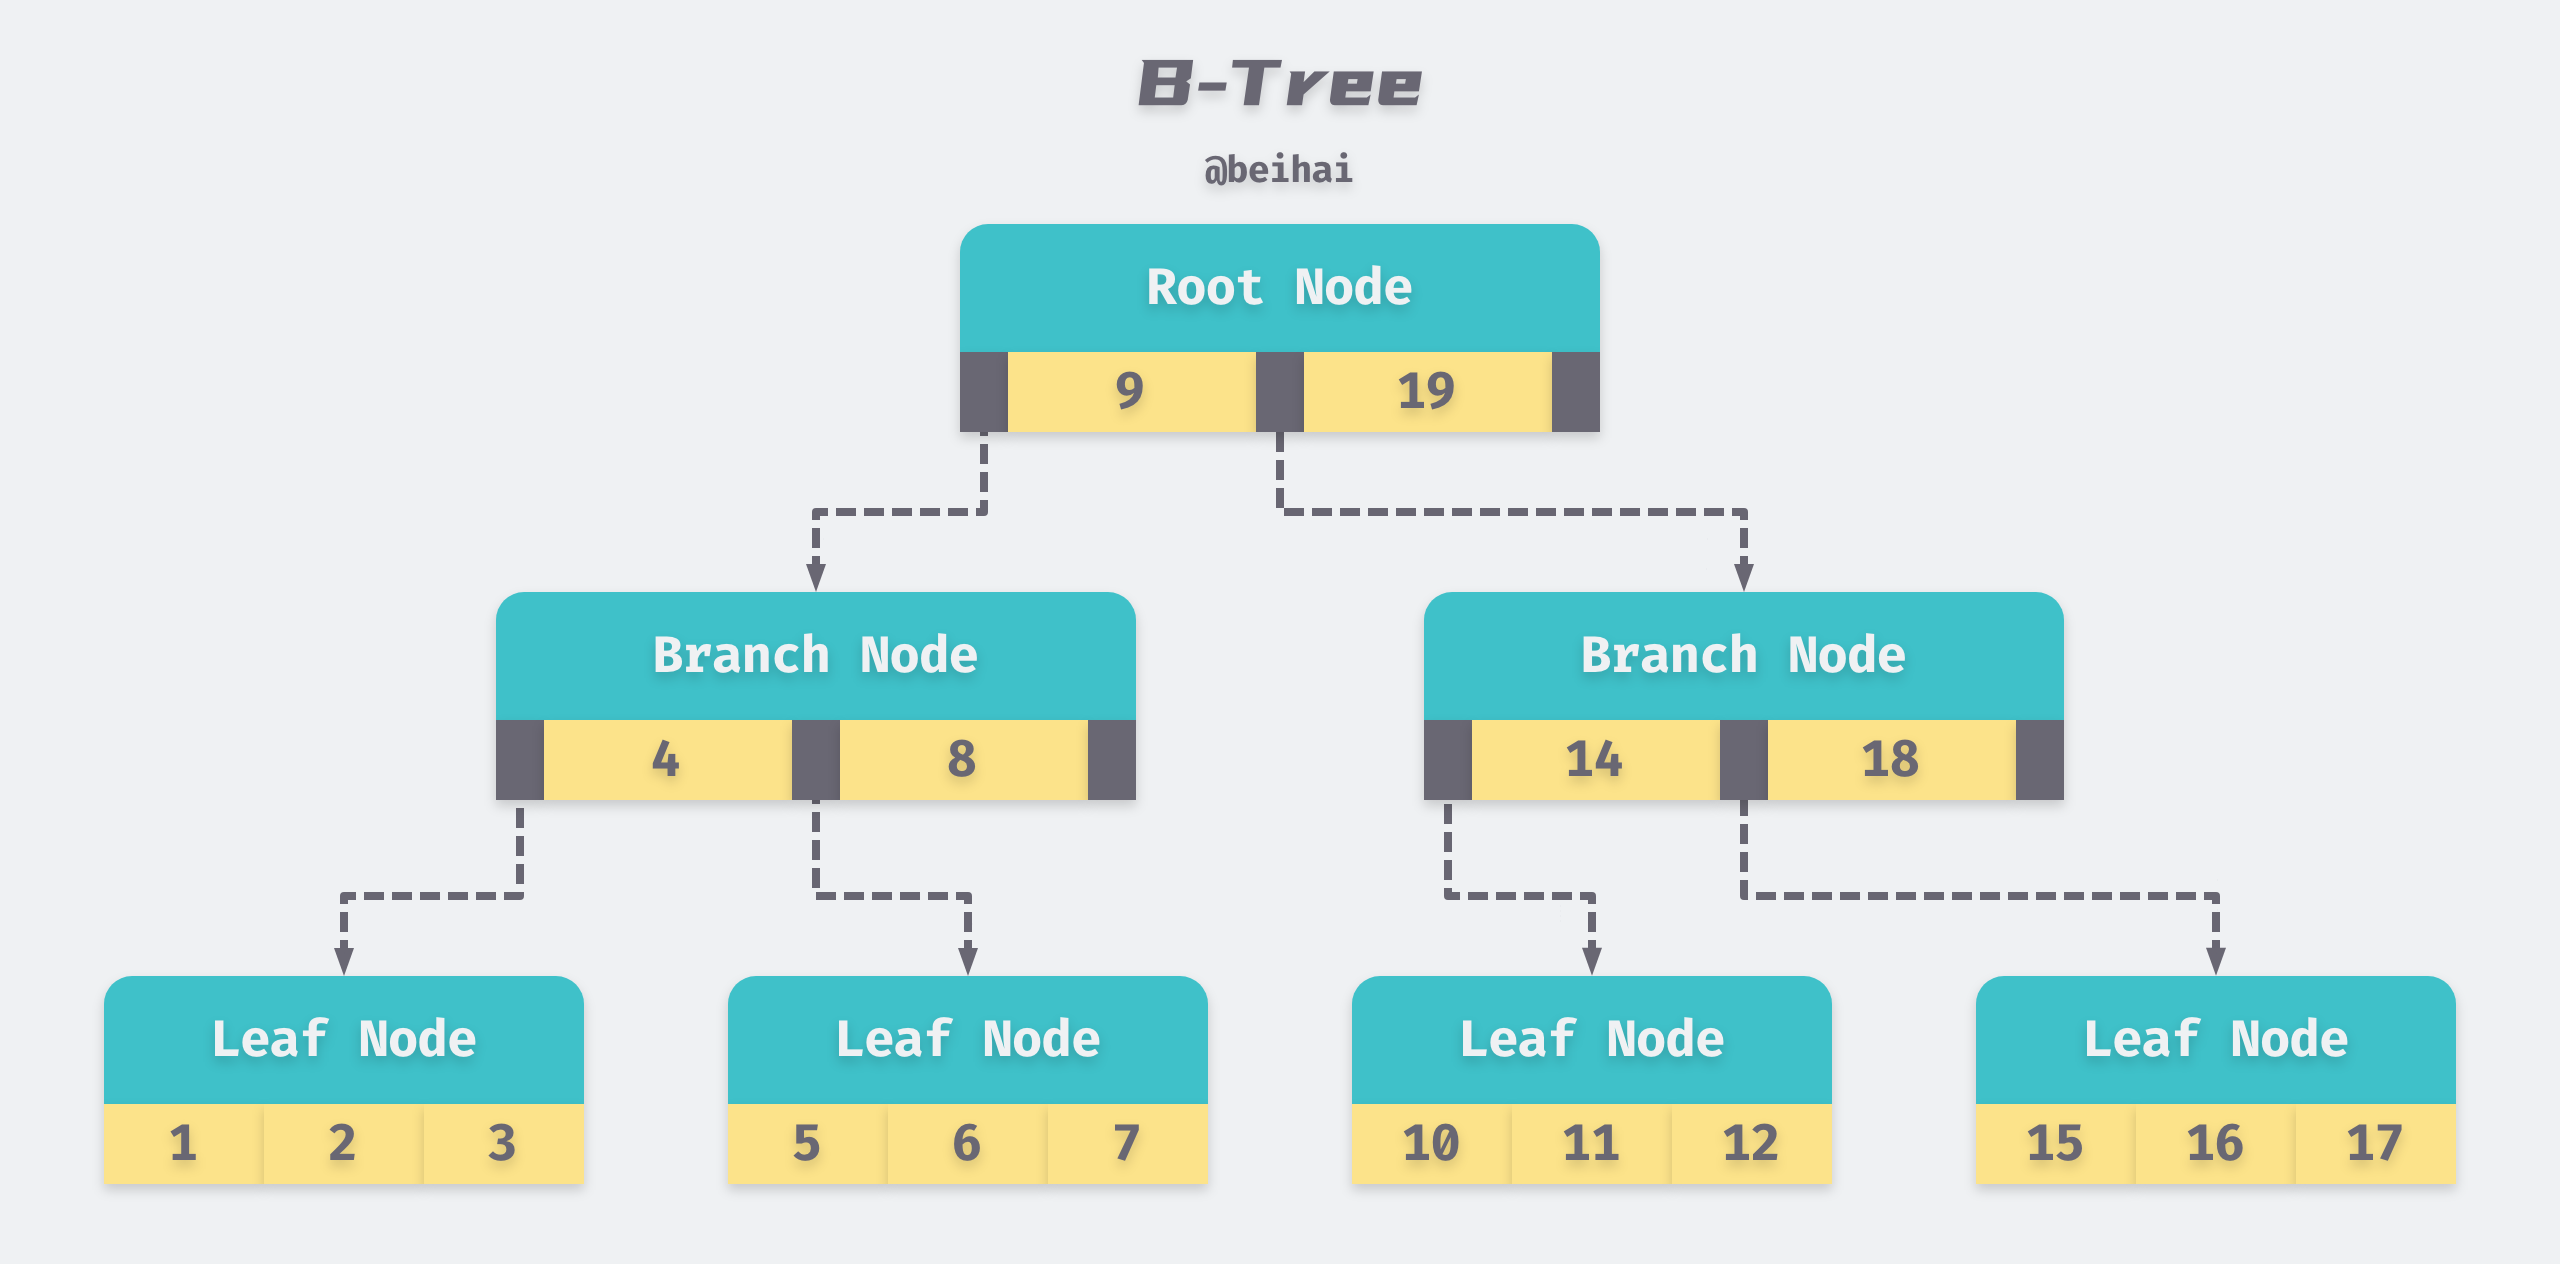 B-Tree
@beihai
Root Node
9 19
Branch Node Branch Node
4 8 14 18
Leaf Node Leaf Node Leaf Node Leaf Node
1 2 3 5 6 7 10 11 12 15 16 17